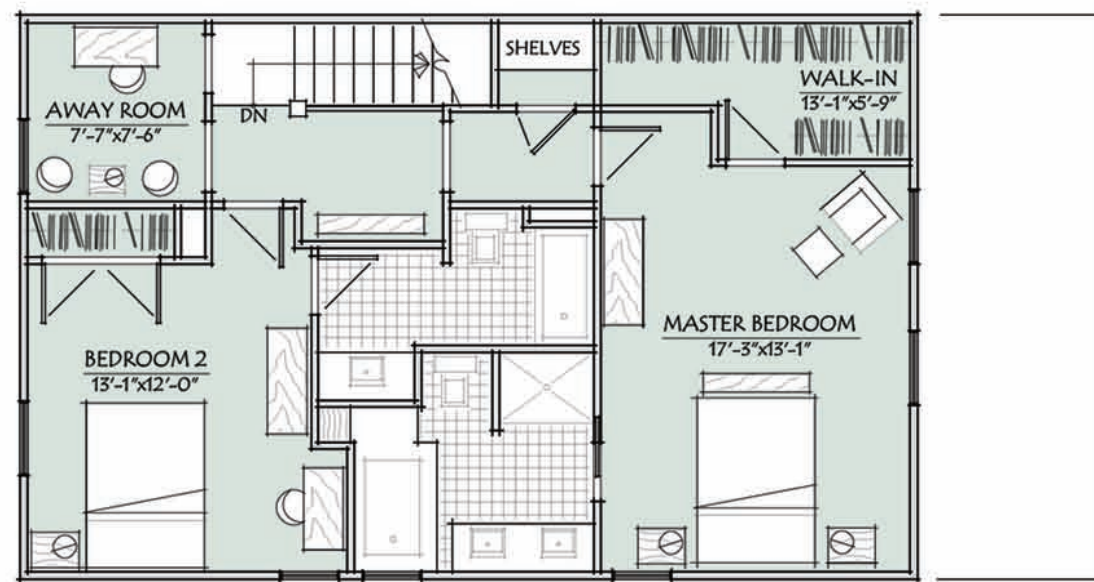 SHELVES
WALK-IN
13'-1"x5'-9"
AWAY ROOM
7'-7"x7'-6"
DN
MASTER BEDROOM
17'-3"x13'-1"
BEDROOM 2
13'-1"x12'-0"